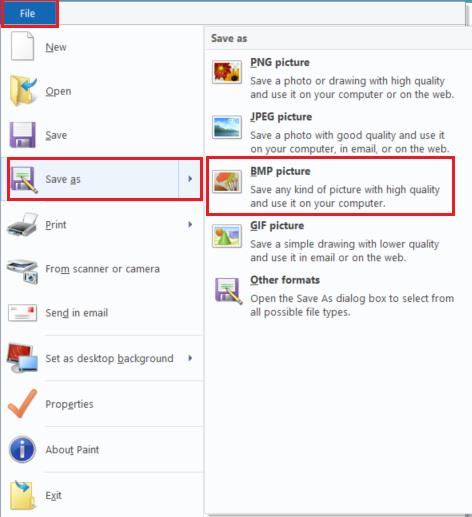 File
New
Open
Save
Save as
Print
From scanner or camera
Send in email
Set as desktop background
Properties
About Paint
Exit
Save as
PNG picture
Save a photo or drawing with high quality
and use it on your computer or on the web.
JPEG picture
Save a photo with good quality and use it
on your computer, in email, or on the web.
BMP picture
Save any kind of picture with high quality
and use it on your computer.
GIF picture
Save a simple drawing with lower quality
and use it in email or on the web.
Other formats
Open the Save As dialog box to select from
all possible file types.